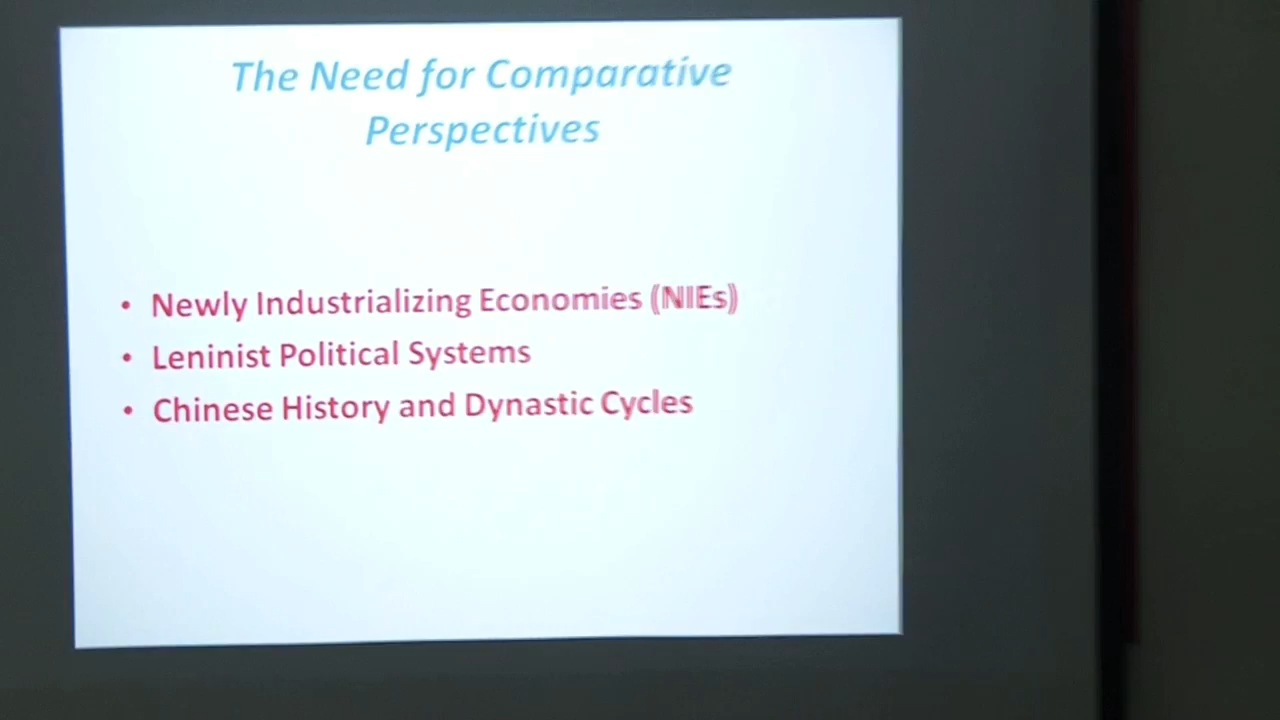 The Need for Comparative
Perspectives
• Newly Industrializing Economies (NIEs)
• Leninist Political Systems
• Chinese History and Dynastic Cycles